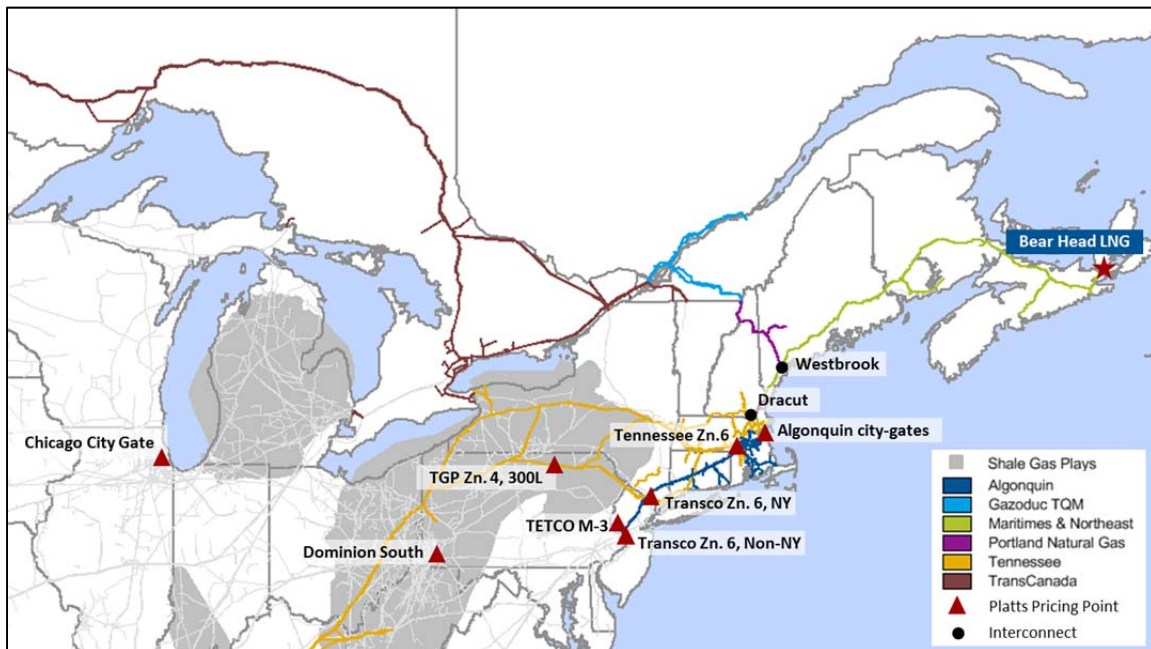 Bear Head LNG
Westbrook
Dracut
Chicago City Gate
Tennessee Zn.6
Algonquin city-gates
TGP Zn. 4, 300L
Transco Zn. 6, NY
TETCO M-3
Dominion South
Transco Zn. 6, Non-NY
Shale Gas Plays
Algonquin
Gazoduc TQM
Maritimes & Northeast
Portland Natural Gas
Tennessee
TransCanada
Platts Pricing Point
Interconnect